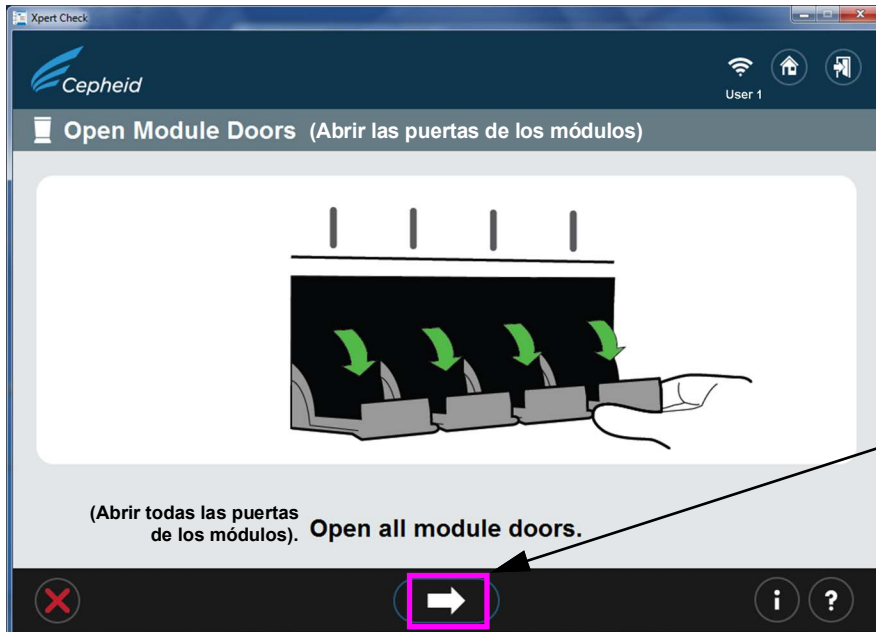 Xpert Check
Cepheid
User 1
Open Module Doors (Abrir las puertas de los módulos)
(Abrir todas las puertas
de los módulos). Open all module doors.
i ?